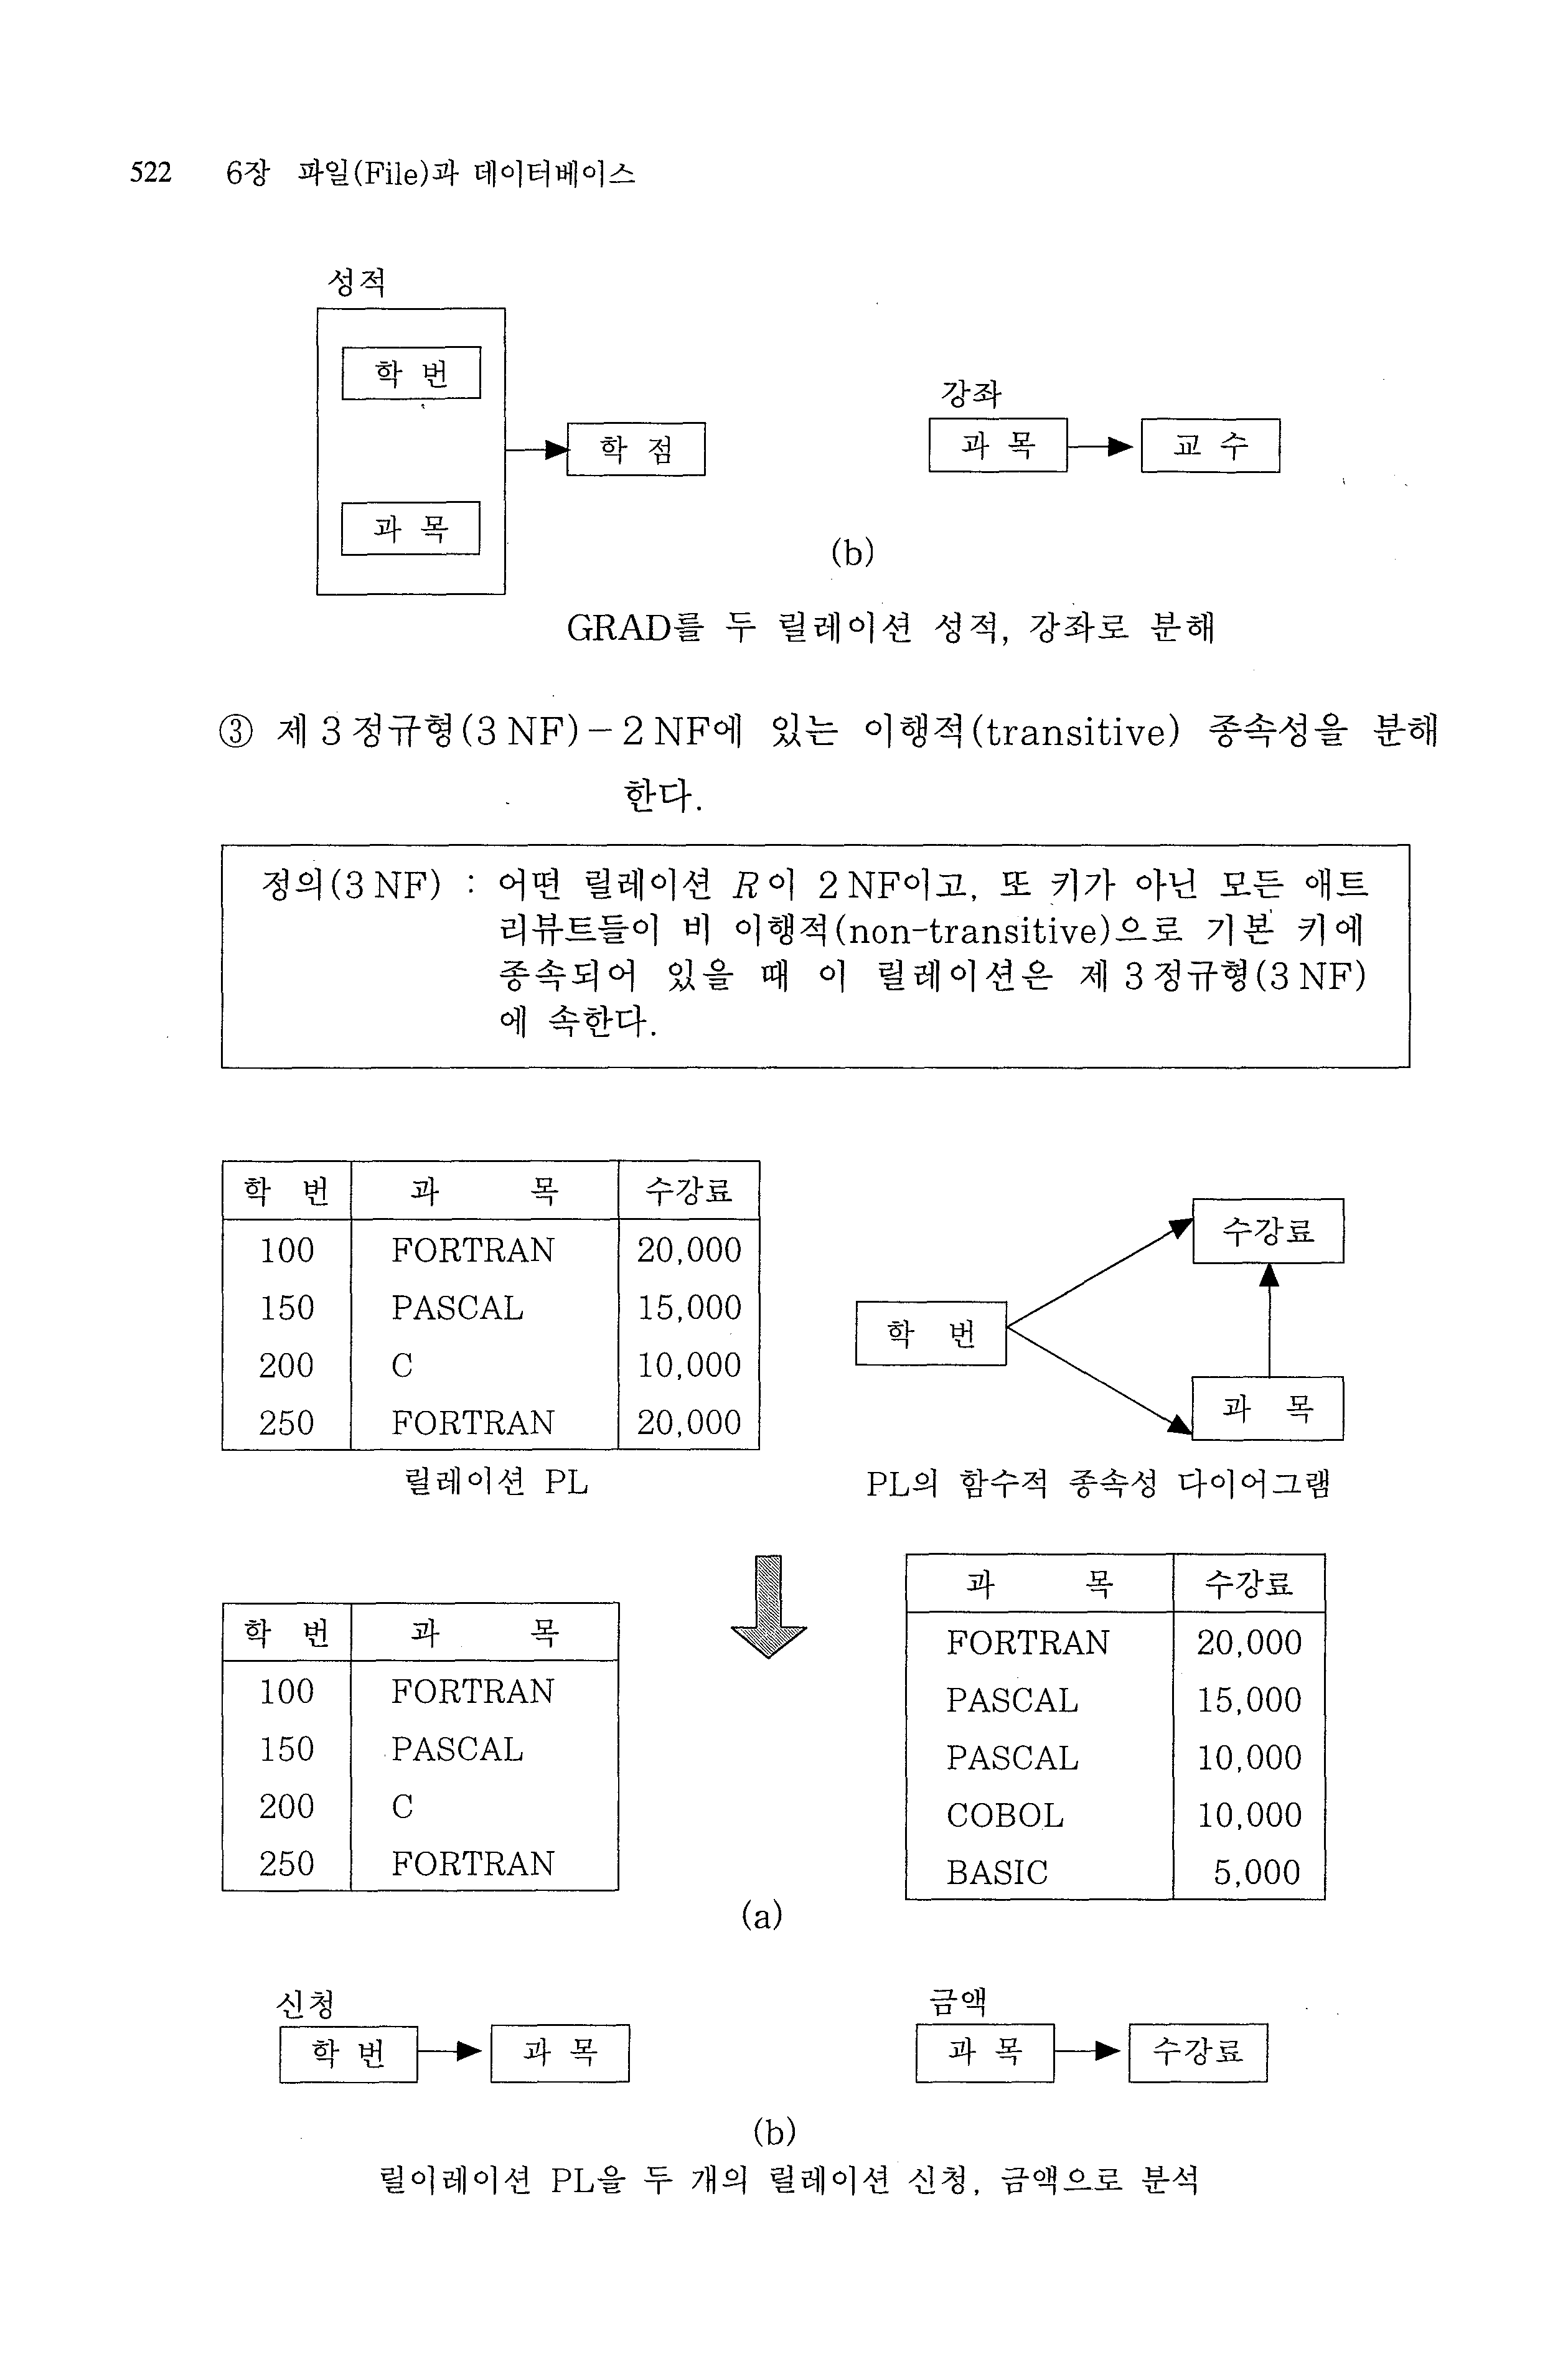 522 6장 파일(File)과 데이터베이스
성적
학 번
과 목
학 점
강좌
과 목
교 수
(b)
GRAD를 두 릴레이션 성적, 강좌로 분해
③ 제 3 정규형(3 NF) - 2 NF에 있는 이행적(transitive) 종속성을 분해
한다.
정의(3 NF) : 어떤 릴레이션 R이 2 NF이고, 또 키가 아닌 모든 애트
리뷰트들이 비 이행적(non-transitive)으로 기본 키에
종속되어 있을 때 이 릴레이션은 제 3 정규형(3 NF)
에 속한다.
학 번 과 목 수강료
100 FORTRAN 20,000
150 PASCAL 15,000
200 C 10,000
250 FORTRAN 20,000
릴레이션 PL
수강료
학 번
과 목
PL의 함수적 종속성 다이어그램
학 번 과 목
100 FORTRAN
150 PASCAL
200 C
250 FORTRAN
과 목 수강료
FORTRAN 20,000
PASCAL 15,000
PASCAL 10,000
COBOL 10,000
BASIC 5,000
(a)
신청
학 번
과 목
금액
과 목
수강료
(b)
릴이레이션 PL을 두 개의 릴레이션 신청, 금액으로 분석